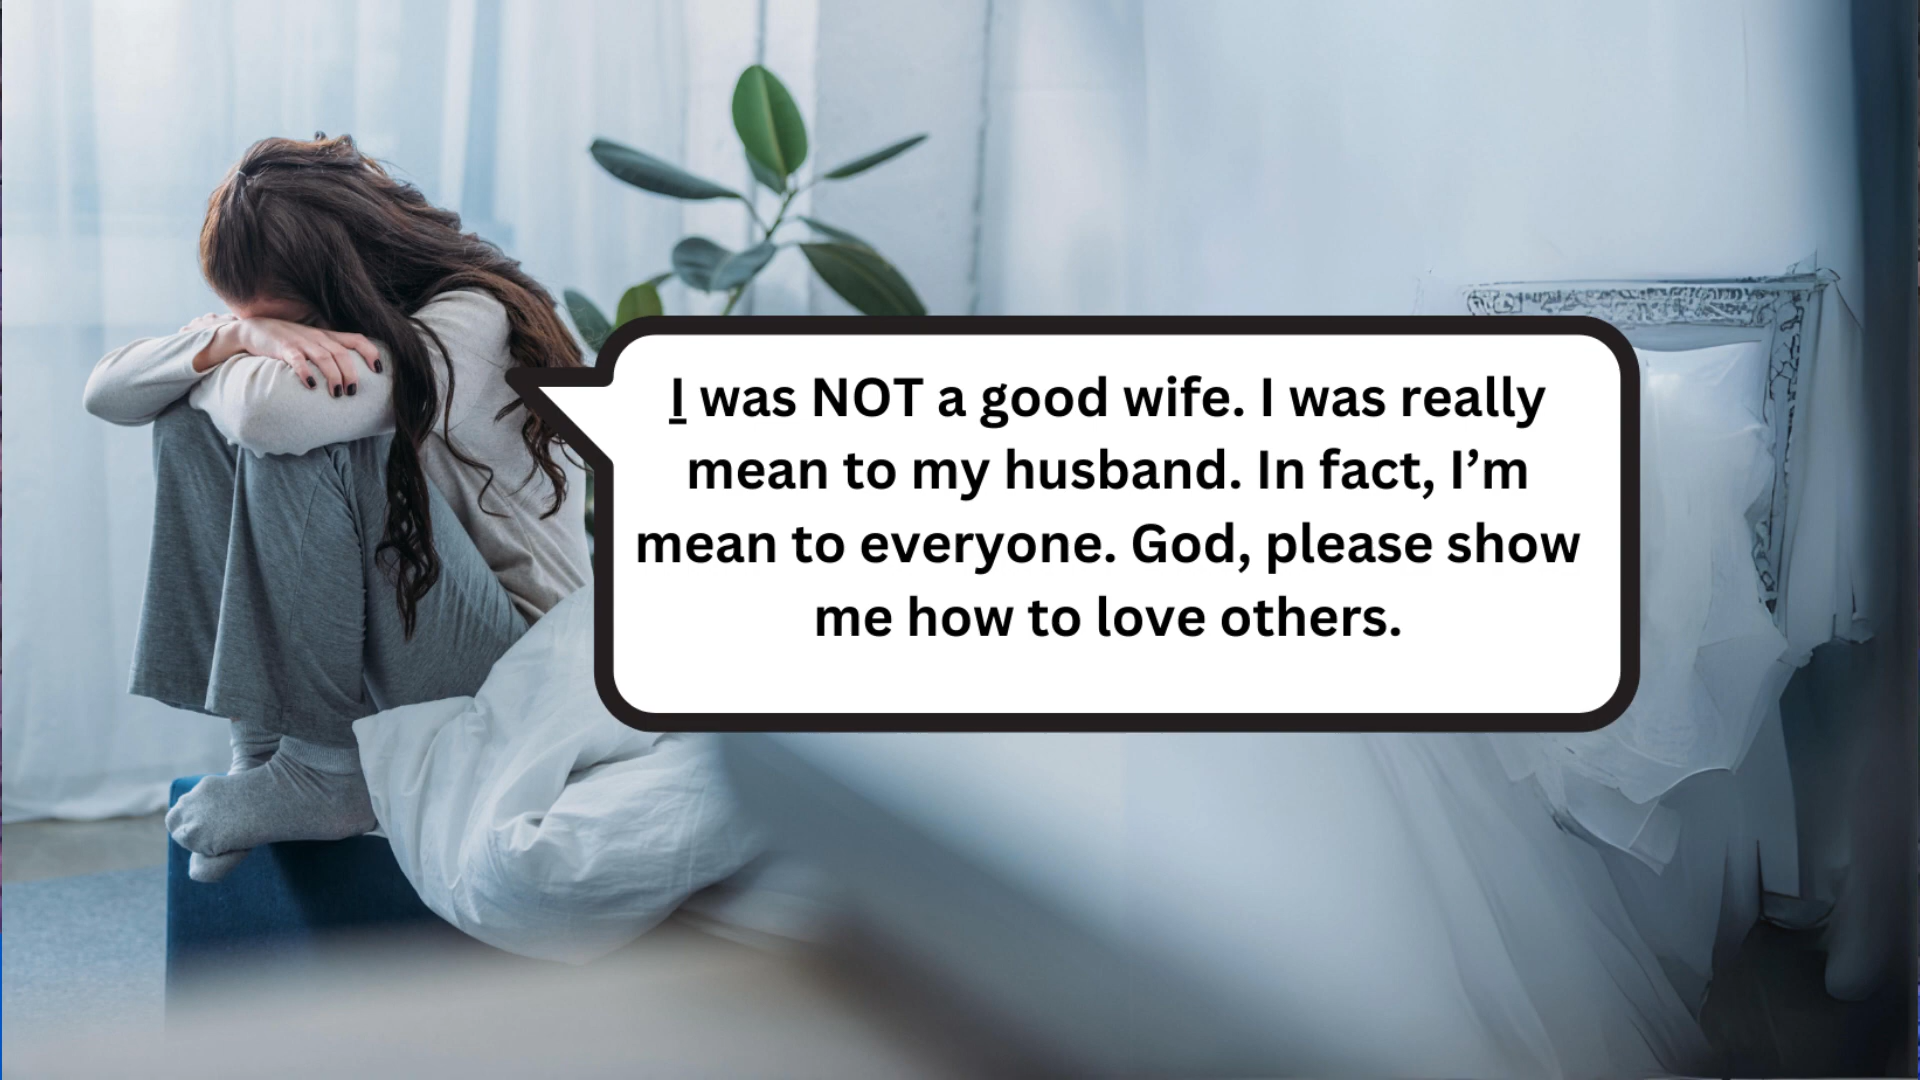 I was NOT a good wife. I was really
mean to my husband. In fact, I’m
mean to everyone. God, please show
me how to love others.